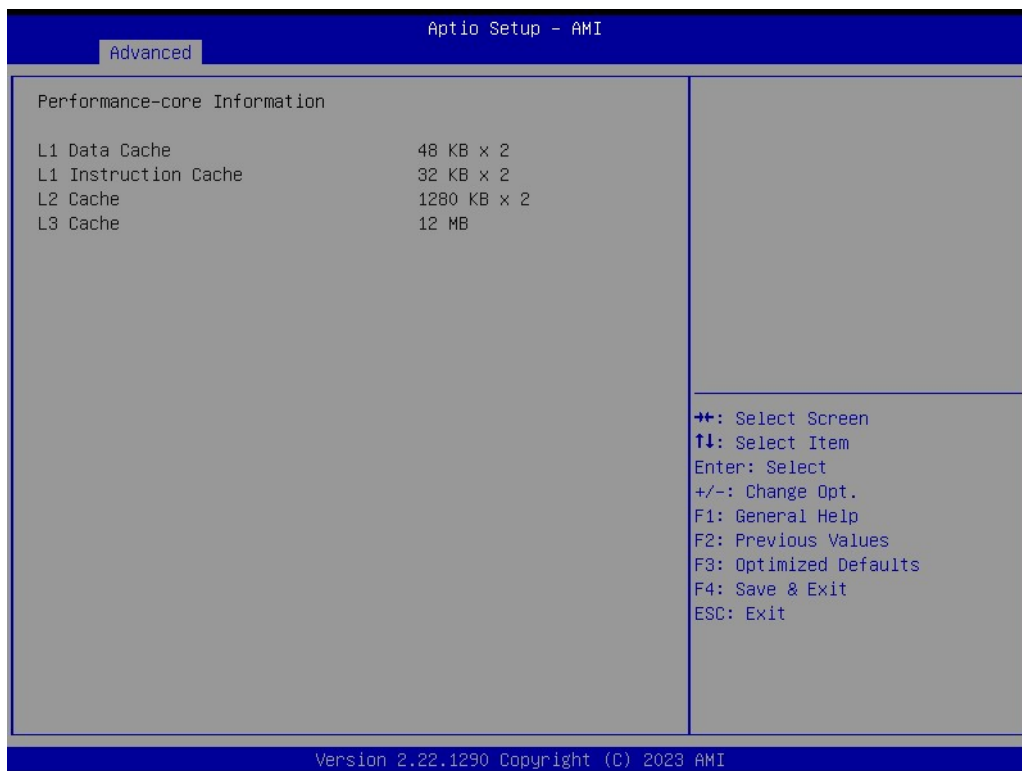 Aptio Setup – AMI
Advanced
Performance-core Information
L1 Data Cache 48 KB x 2
L1 Instruction Cache 32 KB x 2
L2 Cache 1280 KB x 2
L3 Cache 12 MB
→←: Select Screen
↑↓: Select Item
Enter: Select
+/-: Change Opt.
F1: General Help
F2: Previous Values
F3: Optimized Defaults
F4: Save & Exit
ESC: Exit
Version 2.22.1290 Copyright (C) 2023 AMI